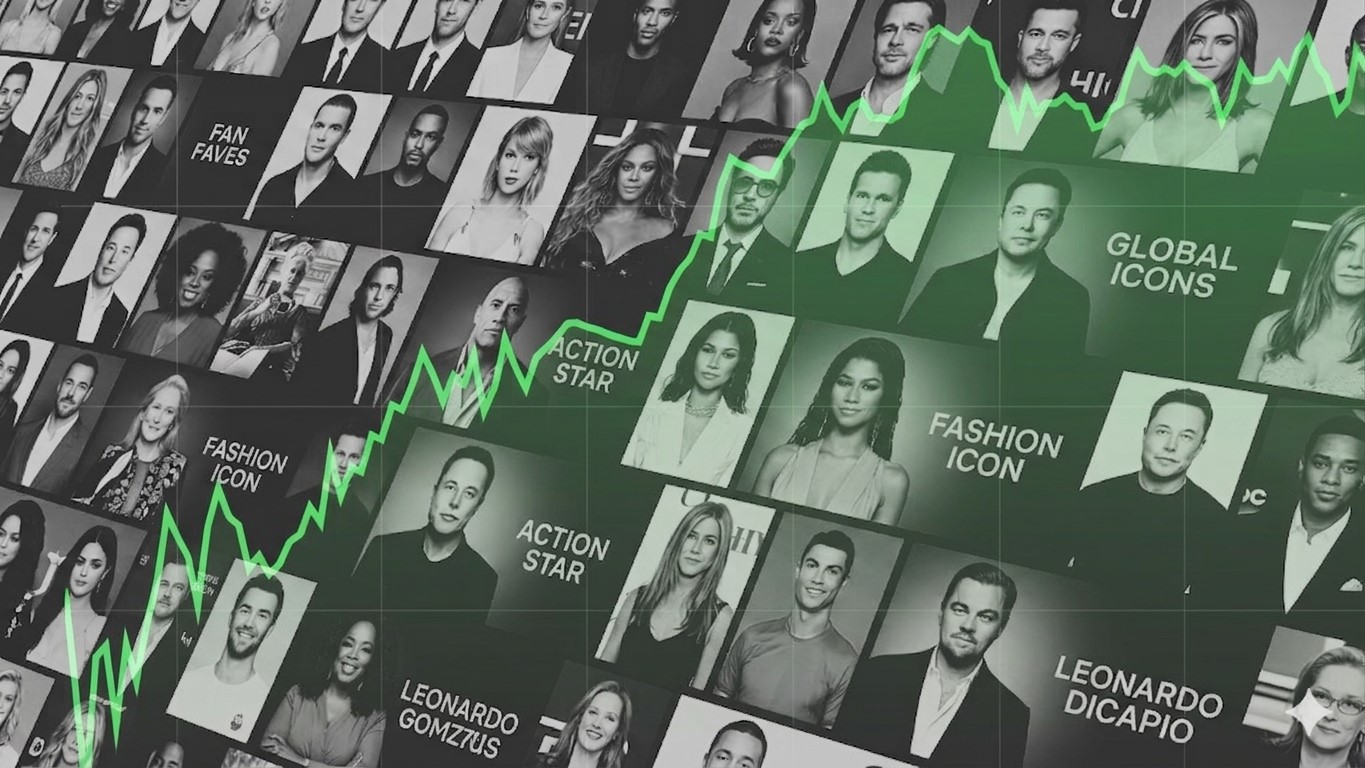 FAN
FAVES
GLOBAL
ICONS
ACTION
STAR
FASHION
ICON
FASHION
ICON
ACTION
STAR
LEONARDO
DICAPIO
LEONARDO
GOMZ7US